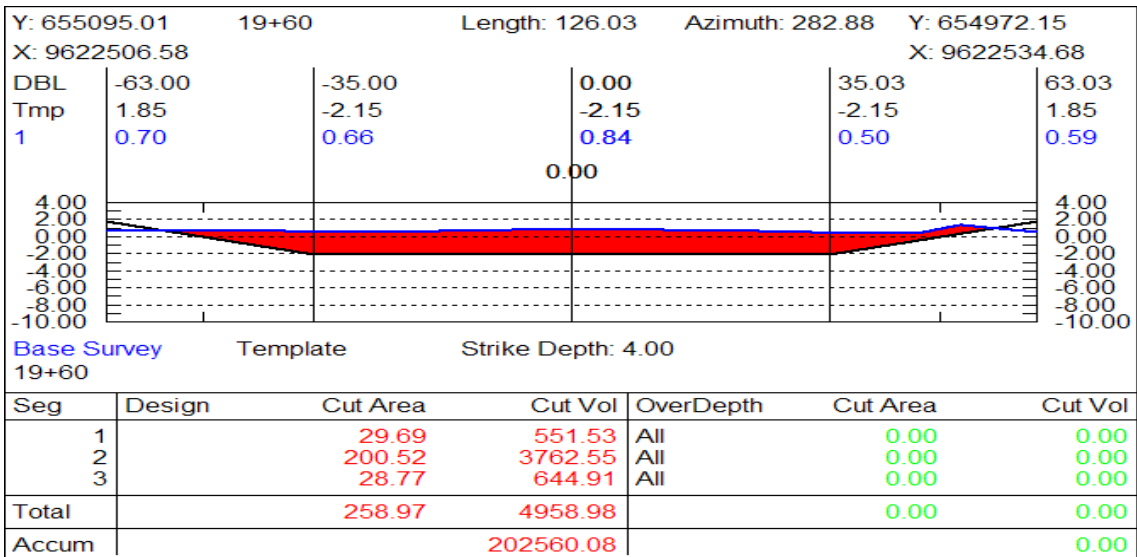 Y: 655095.01 19+60 Length: 126.03 Azimuth: 282.88 Y: 654972.15
X: 9622506.58 X: 9622534.68
DBL -63.00 -35.00 0.00 35.03 63.03
Tmp 1.85 -2.15 -2.15 -2.15 1.85
1 0.70 0.66 0.84 0.50 0.59
0.00
4.00 4.00
2.00 2.00
0.00 0.00
-2.00 -2.00
-4.00 -4.00
-6.00 -6.00
-8.00 -8.00
-10.00 -10.00
Base Survey Template Strike Depth: 4.00
19+60
Seg Design Cut Area Cut Vol OverDepth Cut Area Cut Vol
1 29.69 551.53 All 0.00 0.00
2 200.52 3762.55 All 0.00 0.00
3 28.77 644.91 All 0.00 0.00
Total 258.97 4958.98 0.00 0.00
Accum 202560.08 0.00